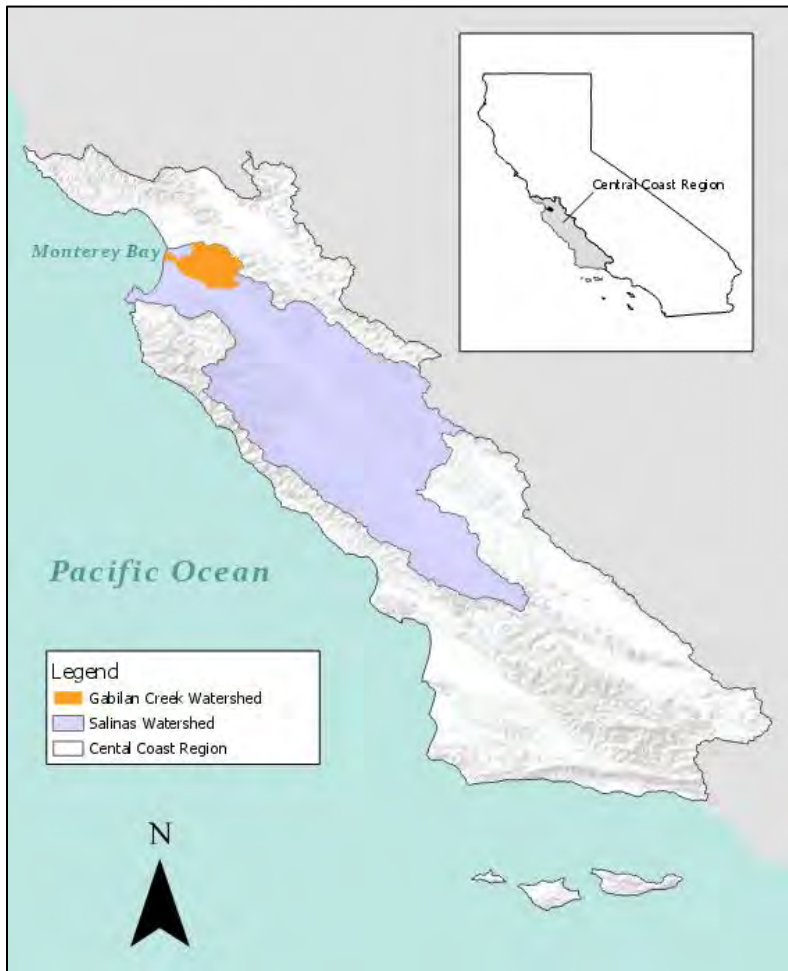 Central Coast Region
Monterey Bay
Pacific Ocean
Legend
Gabilan Creek Watershed
Salinas Watershed
Cental Coast Region
N